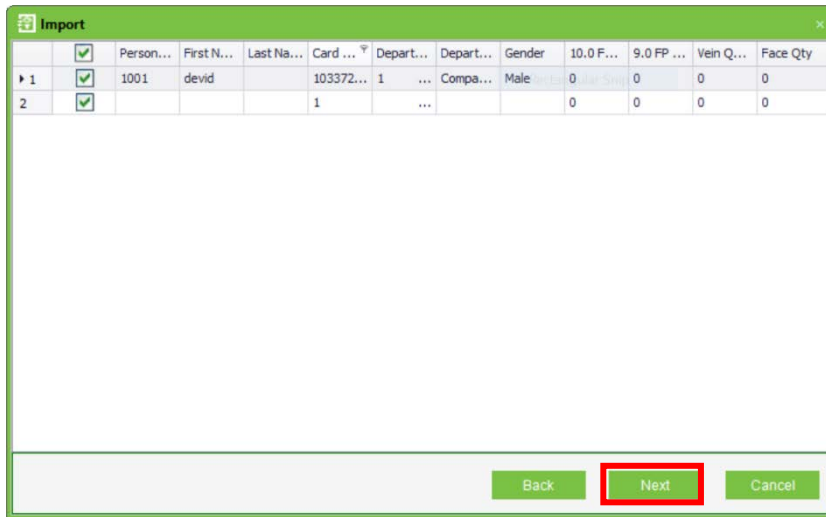 Import
Person... First N... Last Na... Card ... Depart... Depart... Gender 10.0 F... 9.0 FP ... Vein Q... Face Qty
1 1001 devid 103372... 1 ... Compa... Male 0 0 0 0
2 1 ... 0 0 0 0
Back Next Cancel